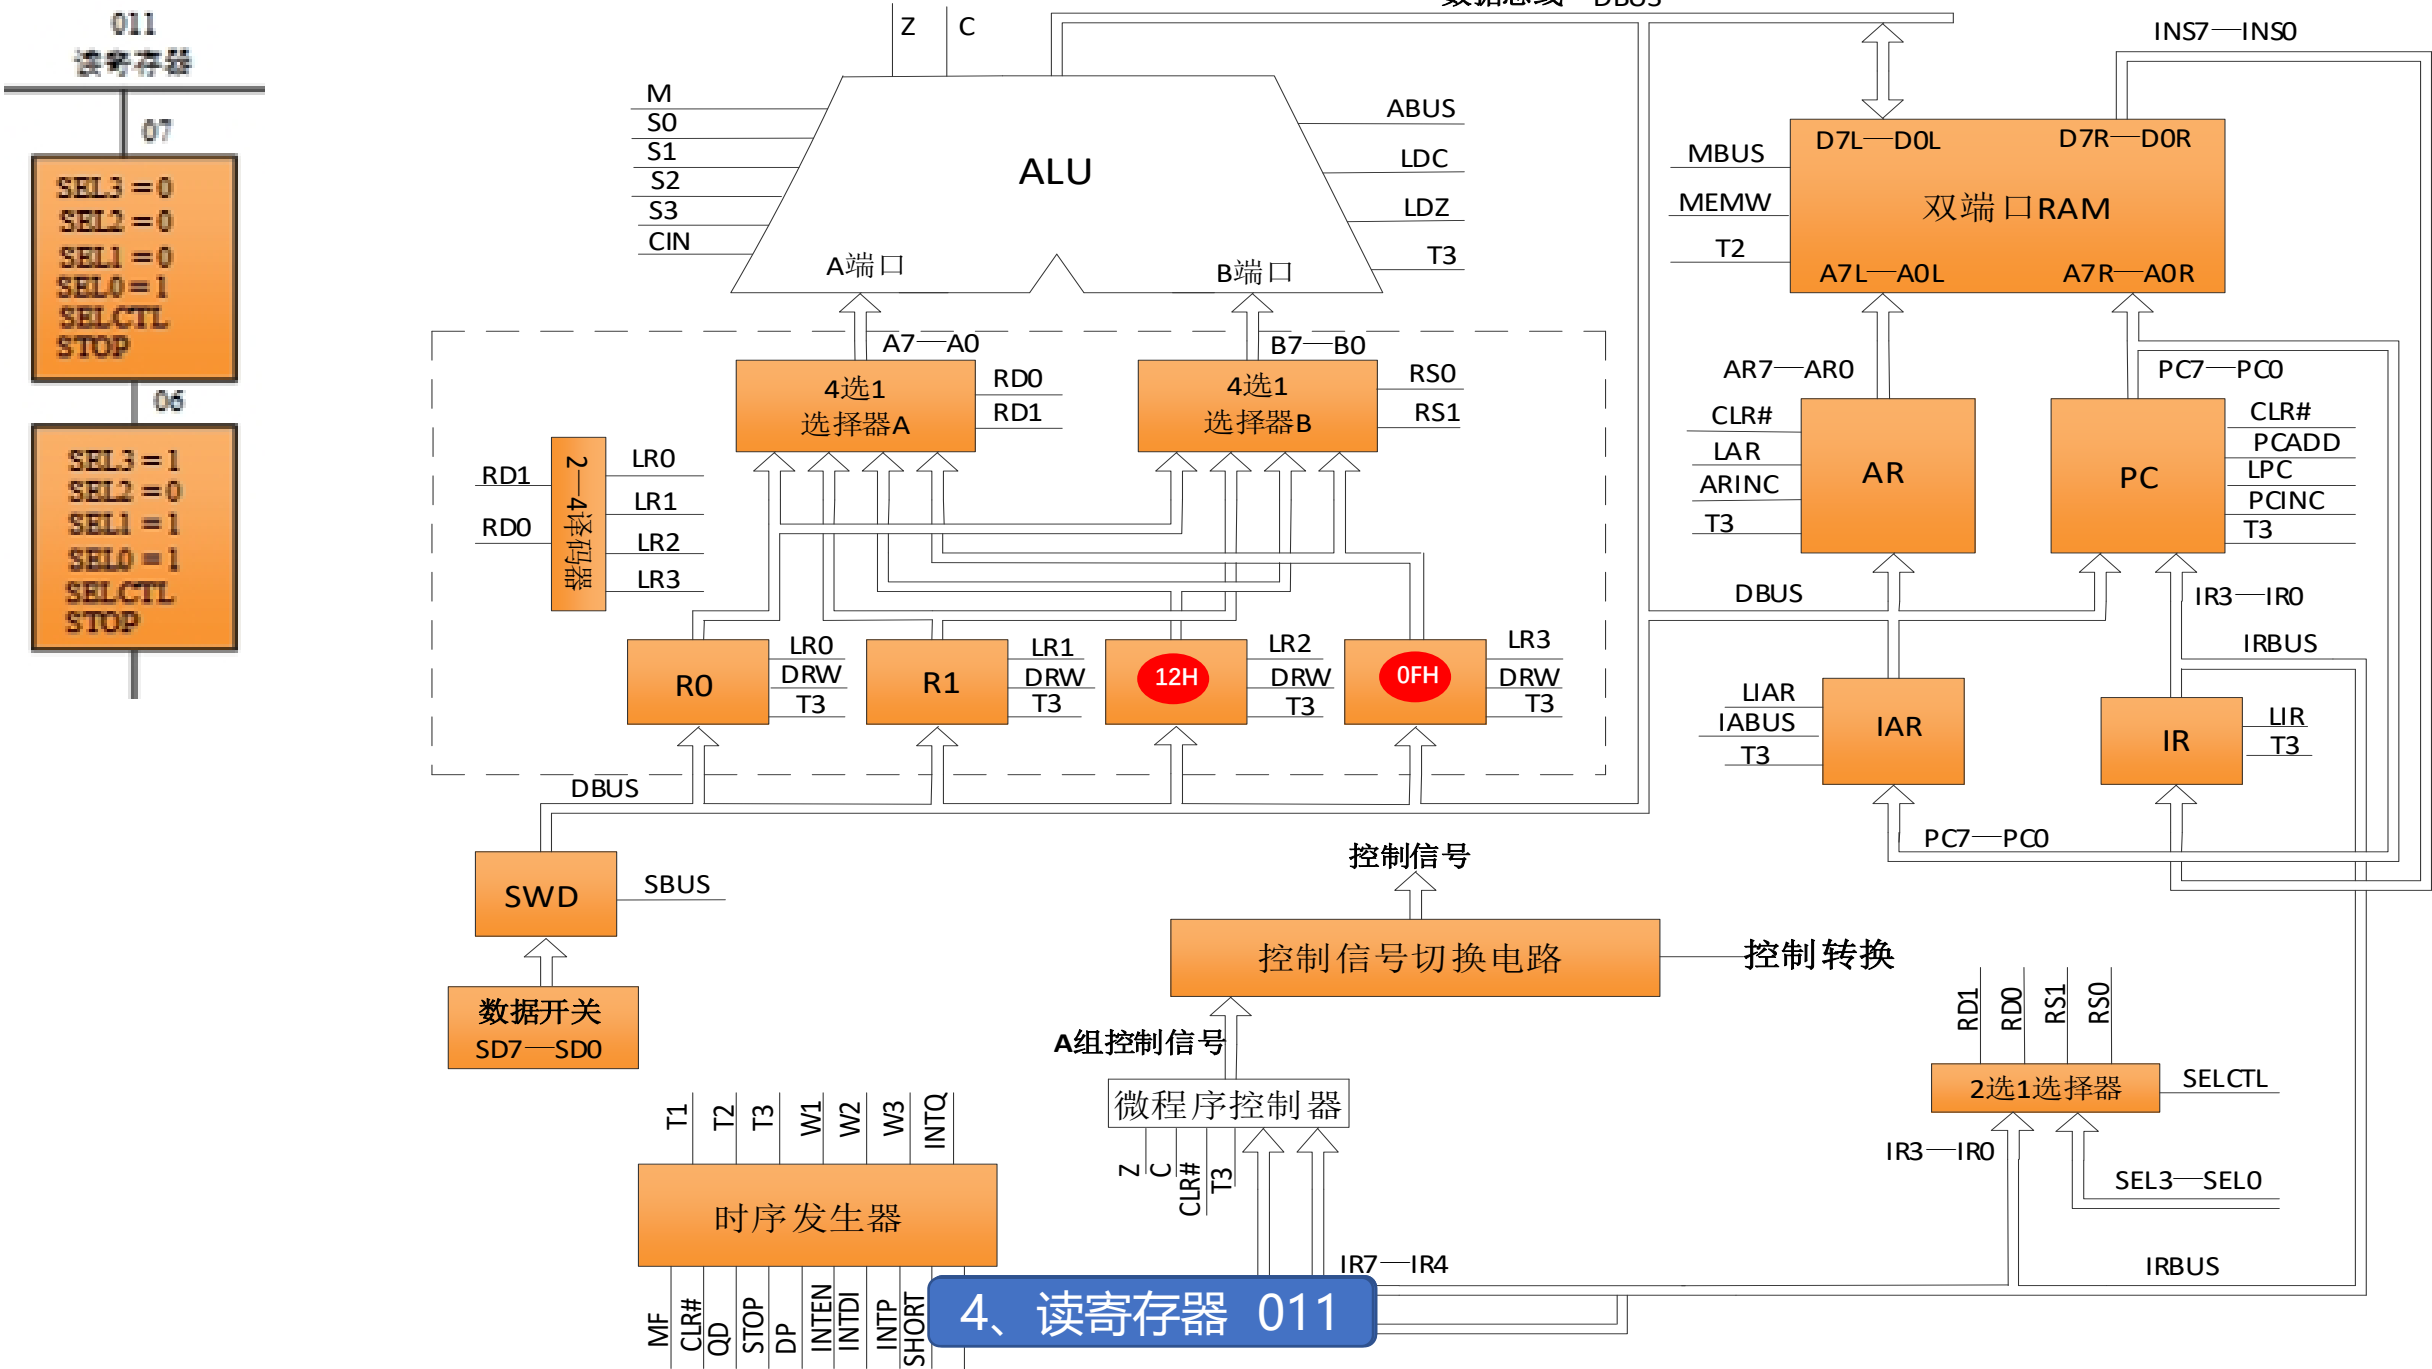 011
读寄存器
07
SEL3 = 0
SEL2 = 0
SEL1 = 0
SEL0 = 1
SELCTL
STOP
06
SEL3 = 1
SEL2 = 0
SEL1 = 1
SEL0 = 1
SELCTL
STOP
数据总线 DBUS
Z
C
M
S0
S1
S2
S3
CIN
ALU
A端口
B端口
ABUS
LDC
LDZ
T3
INS7—INS0
MBUS
MEMW
T2
D7L—D0L
D7R—D0R
双端口RAM
A7L—A0L
A7R—A0R
A7—A0
B7—B0
4选1
选择器A
RD0
RD1
4选1
选择器B
RS0
RS1
RD1
RD0
2—4译码器
LR0
LR1
LR2
LR3
AR7—AR0
PC7—PC0
CLR#
LAR
ARINC
T3
AR
PC
CLR#
PCADD
LPC
PCINC
T3
DBUS
IR3—IR0
IRBUS
R0
LR0
DRW
T3
R1
LR1
DRW
T3
12H
LR2
DRW
T3
0FH
LR3
DRW
T3
LIAR
IABUS
T3
IAR
IR
LIR
T3
DBUS
PC7—PC0
SWD
SBUS
数据开关
SD7—SD0
控制信号
控制信号切换电路
控制转换
A组控制信号
微程序控制器
Z
C
CLR#
T3
RD1
RD0
RS1
RS0
2选1选择器
SELCTL
IR3—IR0
SEL3—SEL0
T1
T2
T3
W1
W2
W3
INTQ
时序发生器
MF
CLR#
QD
STOP
DP
INTEN
INTDI
INTP
SHORT
IR7—IR4
IRBUS
4、读寄存器 011